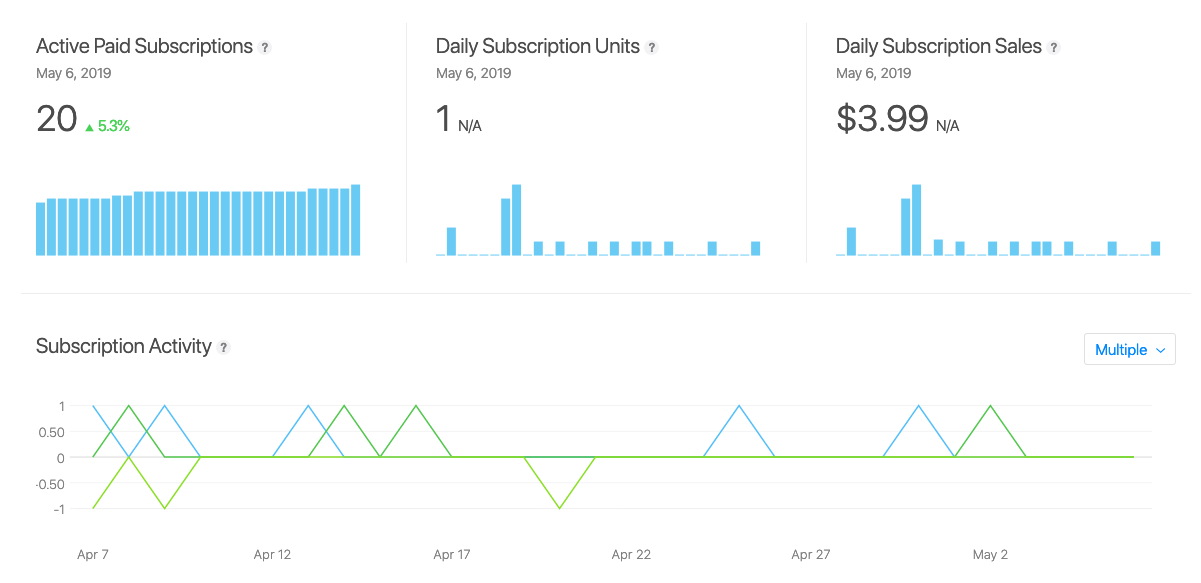 Active Paid Subscriptions ?
May 6, 2019
20 ▲ 5.3%
Daily Subscription Units ?
May 6, 2019
1 N/A
Daily Subscription Sales ?
May 6, 2019
$3.99 N/A
Subscription Activity ?
Multiple
1
0.50
0
-0.50
-1
Apr 7 Apr 12 Apr 17 Apr 22 Apr 27 May 2